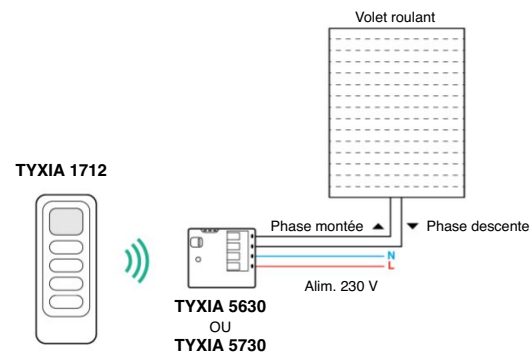 Volet roulant
TYXIA 1712
Phase montée ▲ ▼ Phase descente
N
L
Alim. 230 V
TYXIA 5630
OU
TYXIA 5730